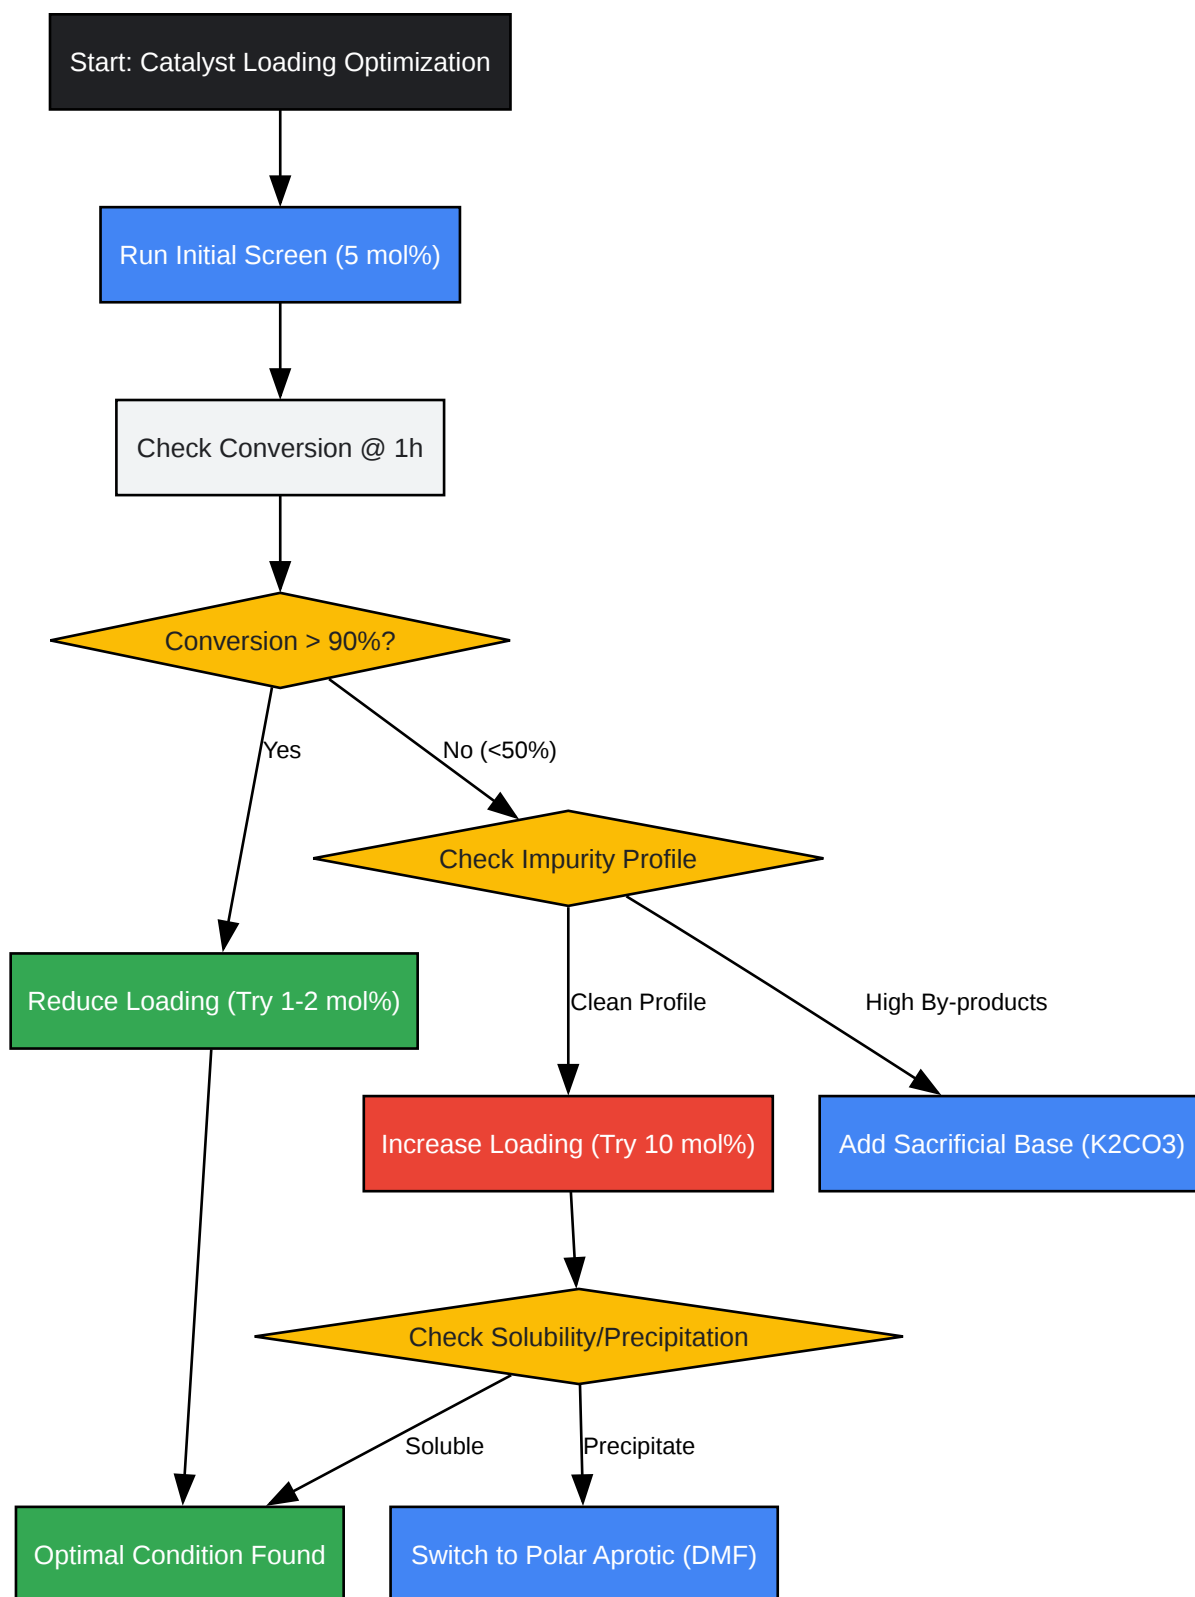 Start: Catalyst Loading Optimization
Run Initial Screen (5 mol%)
Check Conversion @ 1h
Conversion > 90%?
Yes
No (<50%)
Check Impurity Profile
Reduce Loading (Try 1-2 mol%)
Clean Profile
High By-products
Increase Loading (Try 10 mol%)
Add Sacrificial Base (K2CO3)
Check Solubility/Precipitation
Soluble
Precipitate
Optimal Condition Found
Switch to Polar Aprotic (DMF)